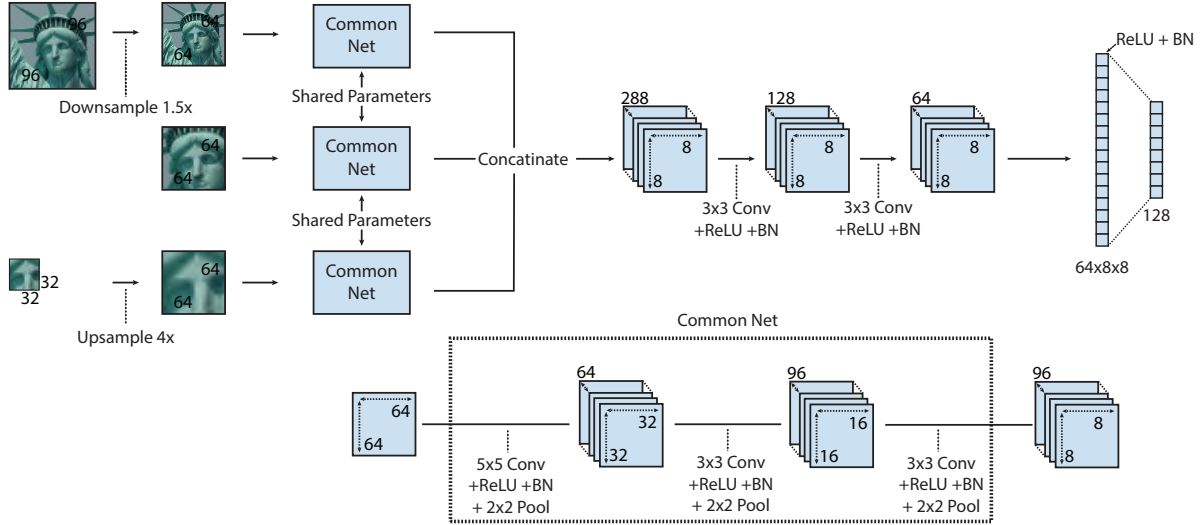 96
96
Downsample 1.5x
64
64
Common
Net
Shared Parameters
64
64
Common
Net
Shared Parameters
32
32
Upsample 4x
64
64
Common
Net
Concatinate
288
8
8
3x3 Conv
+ReLU +BN
128
8
8
3x3 Conv
+ReLU +BN
64
8
8
ReLU + BN
64x8x8
128
Common Net
64
64
5x5 Conv
+ReLU +BN
+ 2x2 Pool
64
32
32
3x3 Conv
+ReLU +BN
+ 2x2 Pool
96
16
16
3x3 Conv
+ReLU +BN
+ 2x2 Pool
96
8
8